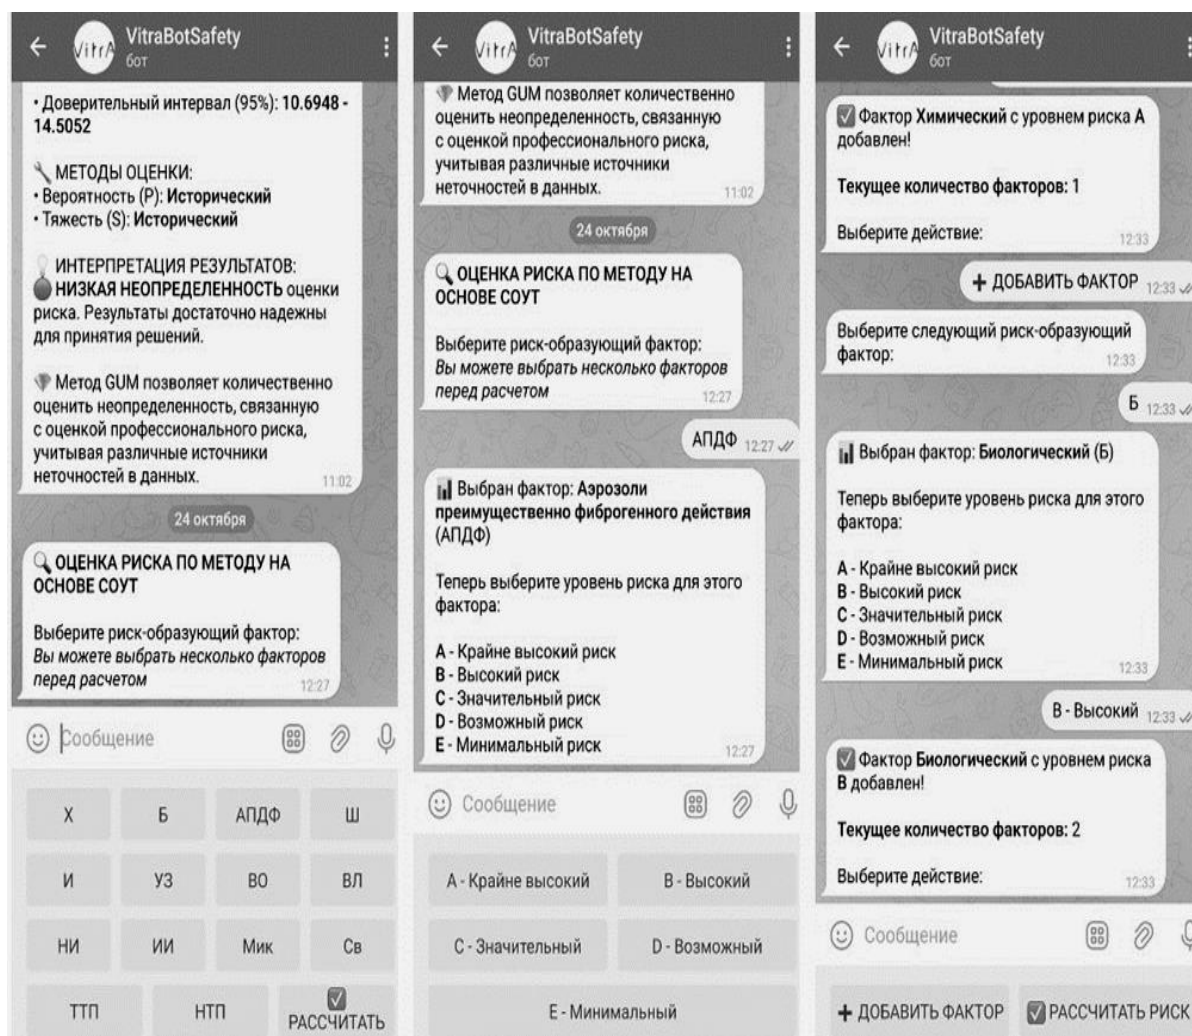 VitrA
VitraBotSafety
бот
• Доверительный интервал (95%): 10.6948 -
14.5052
МЕТОДЫ ОЦЕНКИ:
• Вероятность (P): Исторический
• Тяжесть (S): Исторический
ИНТЕРПРЕТАЦИЯ РЕЗУЛЬТАТОВ:
НИЗКАЯ НЕОПРЕДЕЛЕННОСТЬ оценки
риска. Результаты достаточно надежны
для принятия решений.
Метод GUM позволяет количественно
оценить неопределенность, связанную
с оценкой профессионального риска,
учитывая различные источники
неточностей в данных.
11:02
24 октября
ОЦЕНКА РИСКА ПО МЕТОДУ НА
ОСНОВЕ СОУТ
Выберите риск-образующий фактор:
Вы можете выбрать несколько факторов
перед расчетом
12:27
Сообщение
Х Б АПДФ Ш
И УЗ ВО ВЛ
НИ ИИ Мик Св
ТТП НТП РАССЧИТАТЬ
VitrA
VitraBotSafety
бот
Метод GUM позволяет количественно
оценить неопределенность, связанную
с оценкой профессионального риска,
учитывая различные источники
неточностей в данных.
11:02
24 октября
ОЦЕНКА РИСКА ПО МЕТОДУ НА
ОСНОВЕ СОУТ
Выберите риск-образующий фактор:
Вы можете выбрать несколько факторов
перед расчетом
12:27
АПДФ 12:27
Выбран фактор: Аэрозоли
преимущественно фиброгенного действия
(АПДФ)
Теперь выберите уровень риска для этого
фактора:
A - Крайне высокий риск
B - Высокий риск
C - Значительный риск
D - Возможный риск
E - Минимальный риск
12:27
Сообщение
A - Крайне высокий B - Высокий
C - Значительный D - Возможный
E - Минимальный
VitrA
VitraBotSafety
бот
Фактор Химический с уровнем риска A
добавлен!
Текущее количество факторов: 1
Выберите действие:
12:33
+ ДОБАВИТЬ ФАКТОР 12:33
Выберите следующий риск-образующий
фактор:
12:33
Б 12:33
Выбран фактор: Биологический (Б)
Теперь выберите уровень риска для этого
фактора:
A - Крайне высокий риск
B - Высокий риск
C - Значительный риск
D - Возможный риск
E - Минимальный риск
12:33
B - Высокий 12:33
Фактор Биологический с уровнем риска
B добавлен!
Текущее количество факторов: 2
Выберите действие:
12:33
Сообщение
+ ДОБАВИТЬ ФАКТОР РАССЧИТАТЬ РИСК